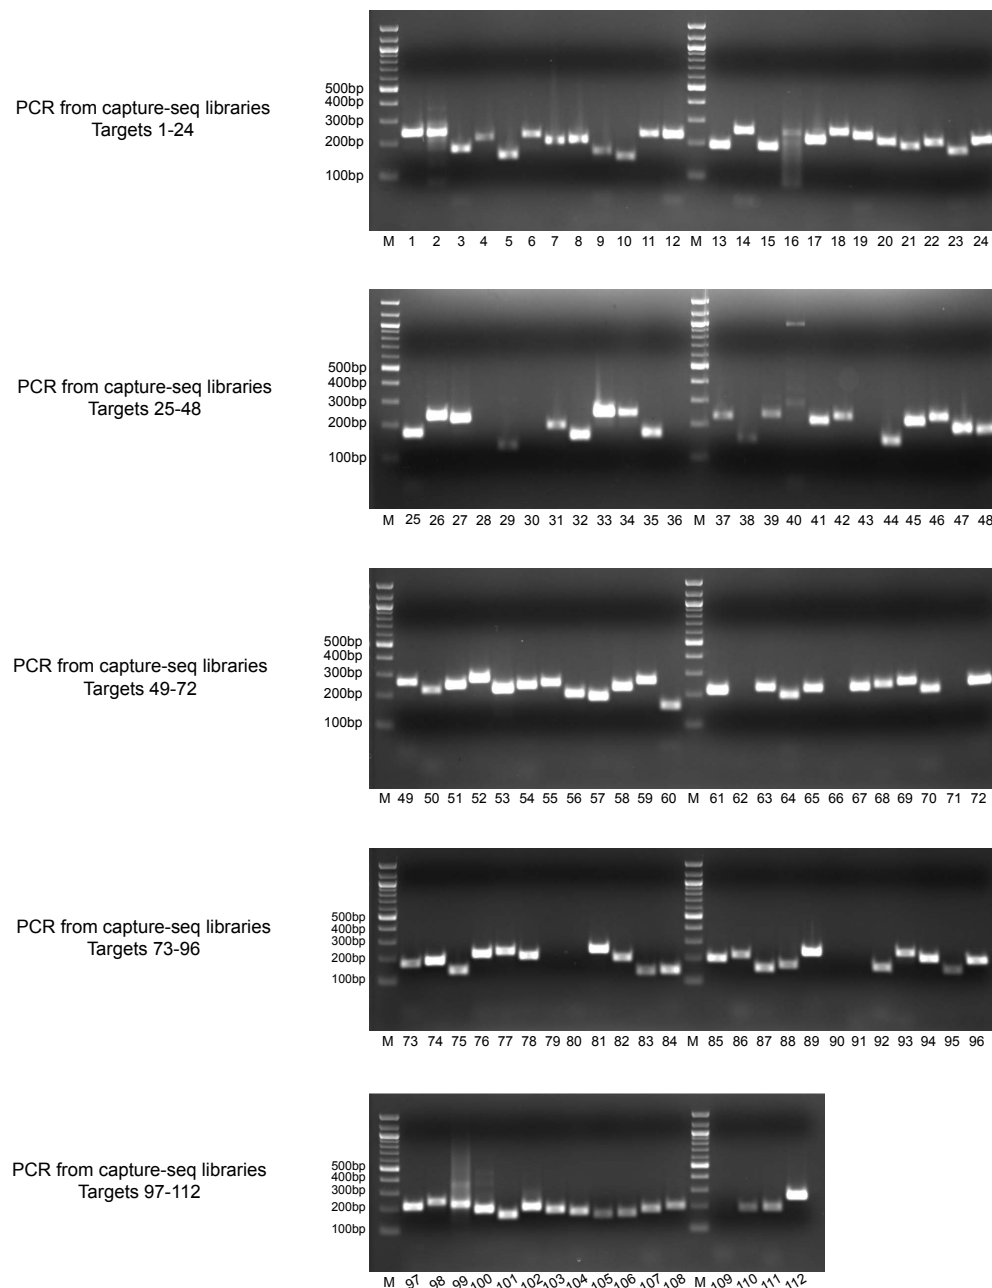 PCR from capture-seq libraries
Targets 1-24
500bp
400bp
300bp
200bp
100bp
M 1 2 3 4 5 6 7 8 9 10 11 12 M 13 14 15 16 17 18 19 20 21 22 23 24
PCR from capture-seq libraries
Targets 25-48
500bp
400bp
300bp
200bp
100bp
M 25 26 27 28 29 30 31 32 33 34 35 36 M 37 38 39 40 41 42 43 44 45 46 47 48
PCR from capture-seq libraries
Targets 49-72
500bp
400bp
300bp
200bp
100bp
M 49 50 51 52 53 54 55 56 57 58 59 60 M 61 62 63 64 65 66 67 68 69 70 71 72
PCR from capture-seq libraries
Targets 73-96
500bp
400bp
300bp
200bp
100bp
M 73 74 75 76 77 78 79 80 81 82 83 84 M 85 86 87 88 89 90 91 92 93 94 95 96
PCR from capture-seq libraries
Targets 97-112
500bp
400bp
300bp
200bp
100bp
M 97 98 99 100 101 102 103 104 105 106 107 108 M 109 110 111 112